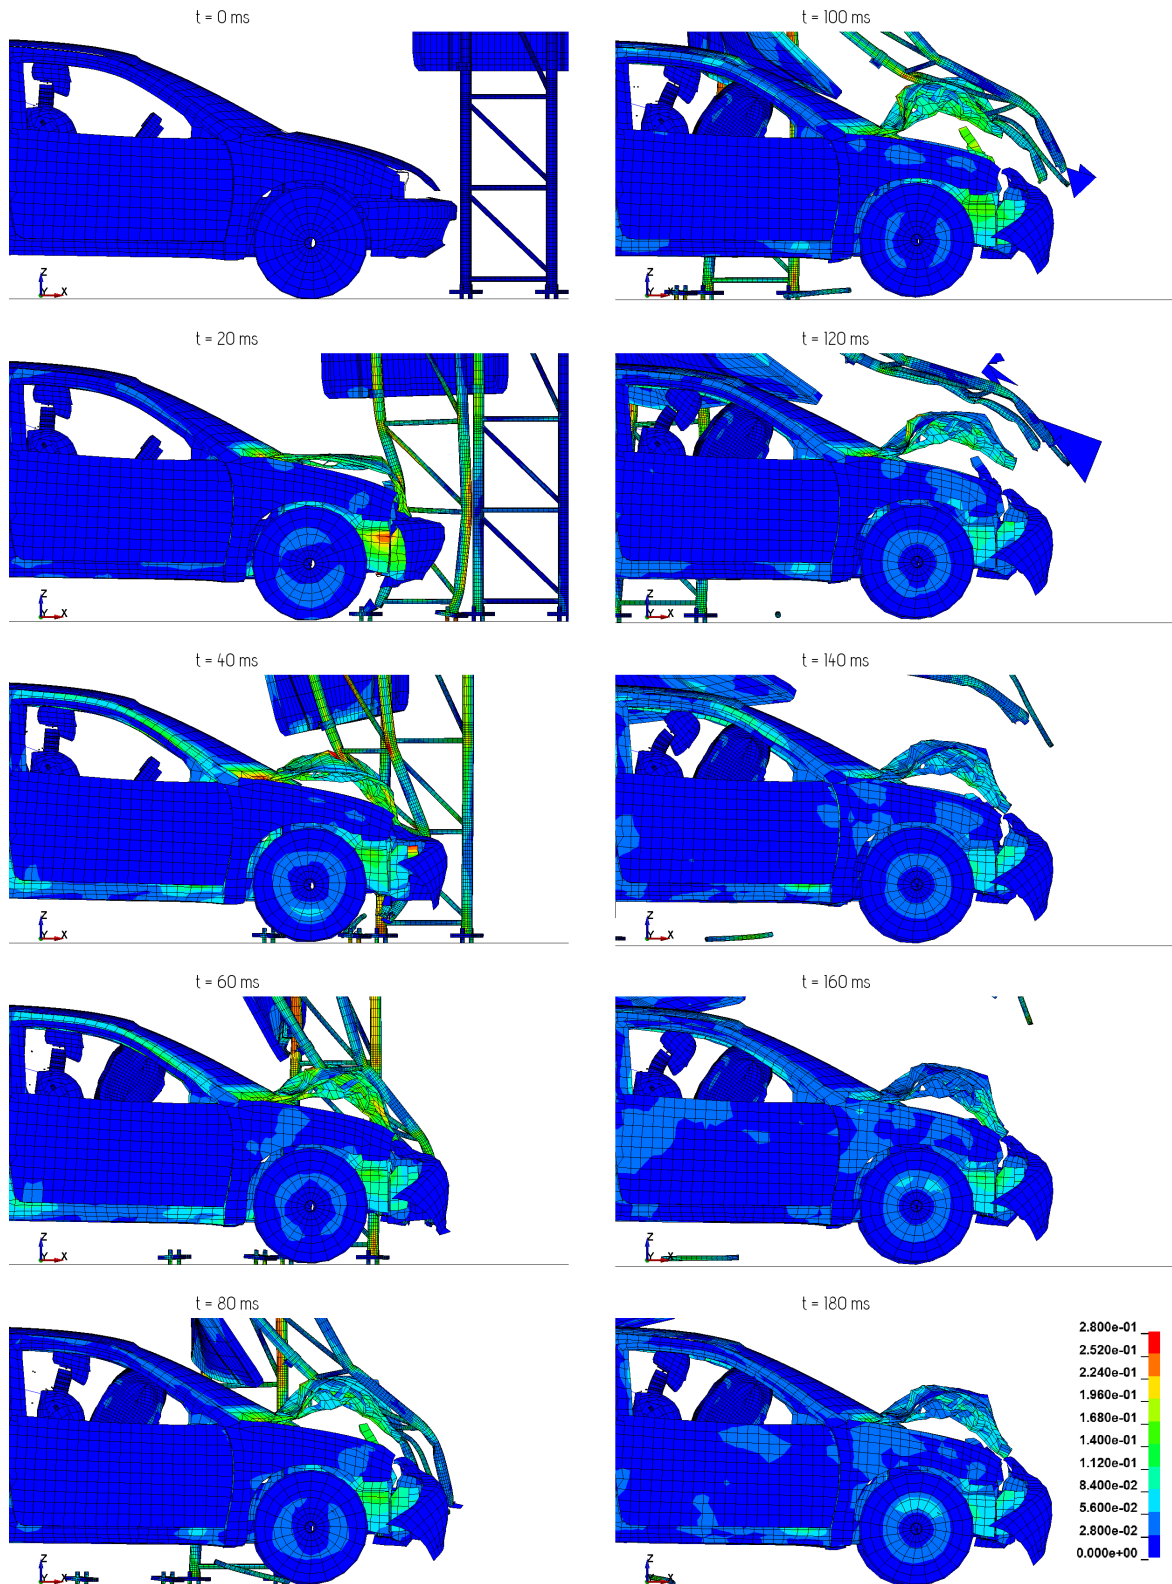 t = 0 ms
Z
Y X
t = 20 ms
Z
Y X
t = 40 ms
Z
Y X
t = 60 ms
Z
Y X
t = 80 ms
Z
Y X
t = 100 ms
Z
Y X
t = 120 ms
Z
Y X
t = 140 ms
Z
Y X
t = 160 ms
Z
Y X
t = 180 ms
2.800e-01
2.520e-01
2.240e-01
1.960e-01
1.680e-01
1.400e-01
1.120e-01
8.400e-02
5.600e-02
2.800e-02
0.000e+00
Z
Y X